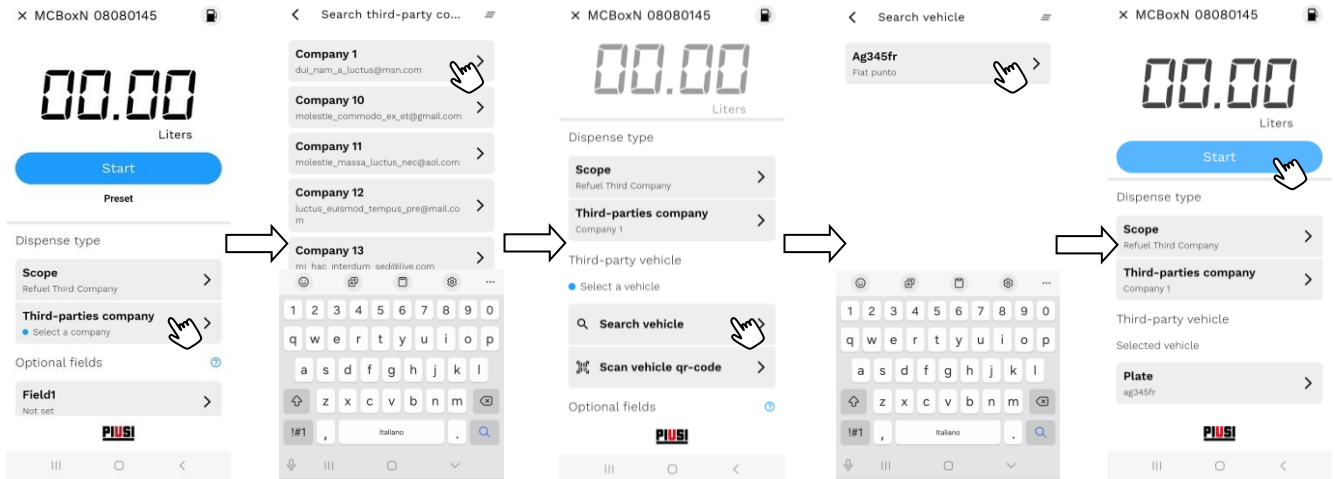 MCBoxN 08080145
00.00
Liters
Start
Preset
Dispense type
Scope
Refuel Third Company
Third-parties company
Select a company
Optional fields
Field1
Not set
PIUSI
Search third-party co...
Company 1
dui_nam_a_luctus@msn.com
Company 10
molestie_commodo_ex_et@gmail.com
Company 11
molestie_massa_luctus_nec@aol.com
Company 12
luctus_euismod_tempus_pre@mail.co
m
Company 13
mi_hac_interdum_sed@live.com
1 2 3 4 5 6 7 8 9 0
q w e r t y u i o p
a s d f g h j k l
z x c v b n m
!#1 , Italiano .
MCBoxN 08080145
00.00
Liters
Dispense type
Scope
Refuel Third Company
Third-parties company
Company 1
Third-party vehicle
Select a vehicle
Search vehicle
Scan vehicle qr-code
Optional fields
PIUSI
Search vehicle
Ag345fr
Fiat punto
1 2 3 4 5 6 7 8 9 0
q w e r t y u i o p
a s d f g h j k l
z x c v b n m
!#1 , Italiano .
MCBoxN 08080145
00.00
Liters
Start
Dispense type
Scope
Refuel Third Company
Third-parties company
Company 1
Third-party vehicle
Selected vehicle
Plate
ag345fr
PIUSI